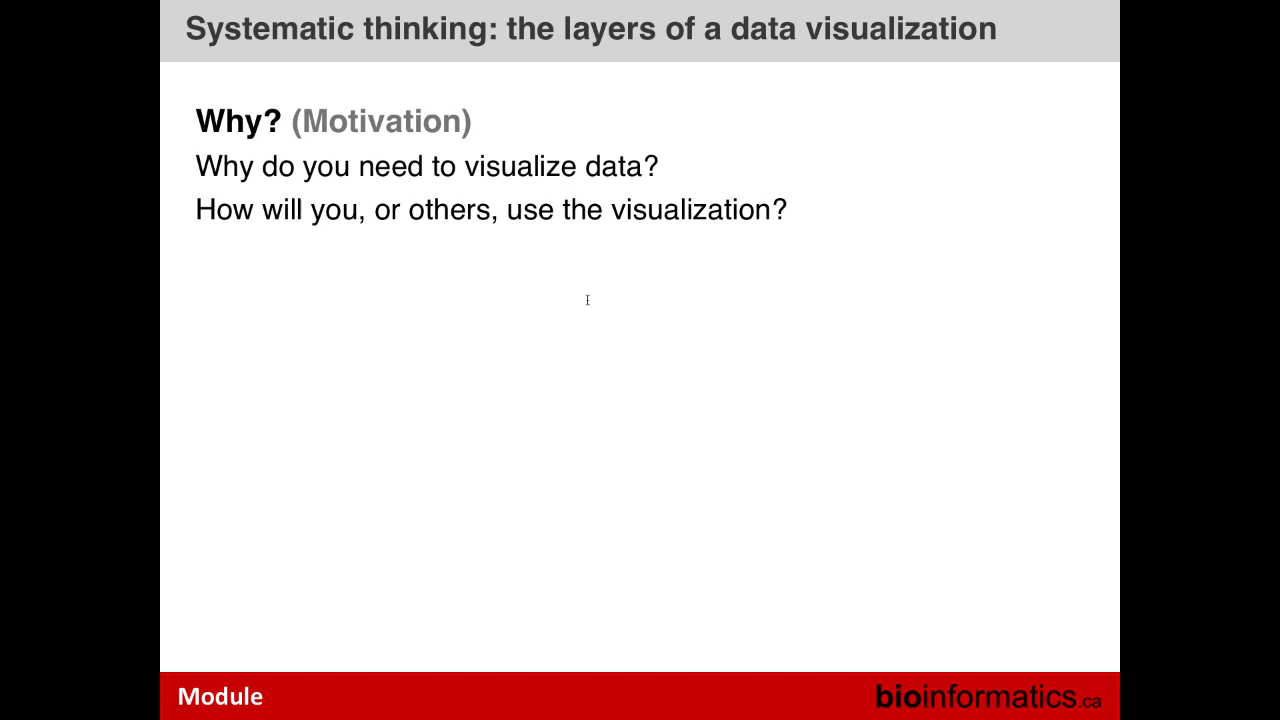 Systematic thinking: the layers of a data visualization
Why? (Motivation)
Why do you need to visualize data?
How will you, or others, use the visualization?
Module
bioinformatics.ca